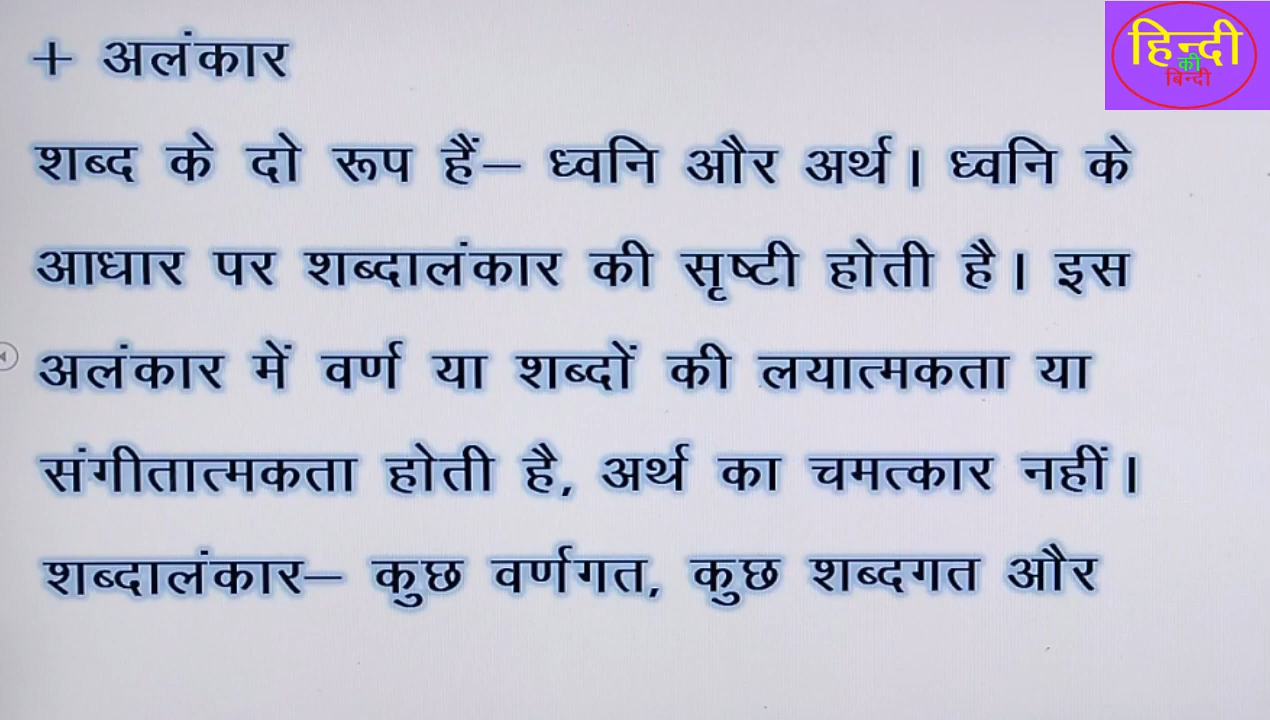 + अलंकार
हिन्दी
की
बिन्दी
शब्द के दो रूप हैं– ध्वनि और अर्थ। ध्वनि के
आधार पर शब्दालंकार की सृष्टी होती है। इस
अलंकार में वर्ण या शब्दों की लयात्मकता या
संगीतात्मकता होती है, अर्थ का चमत्कार नहीं।
शब्दालंकार– कुछ वर्णगत, कुछ शब्दगत और